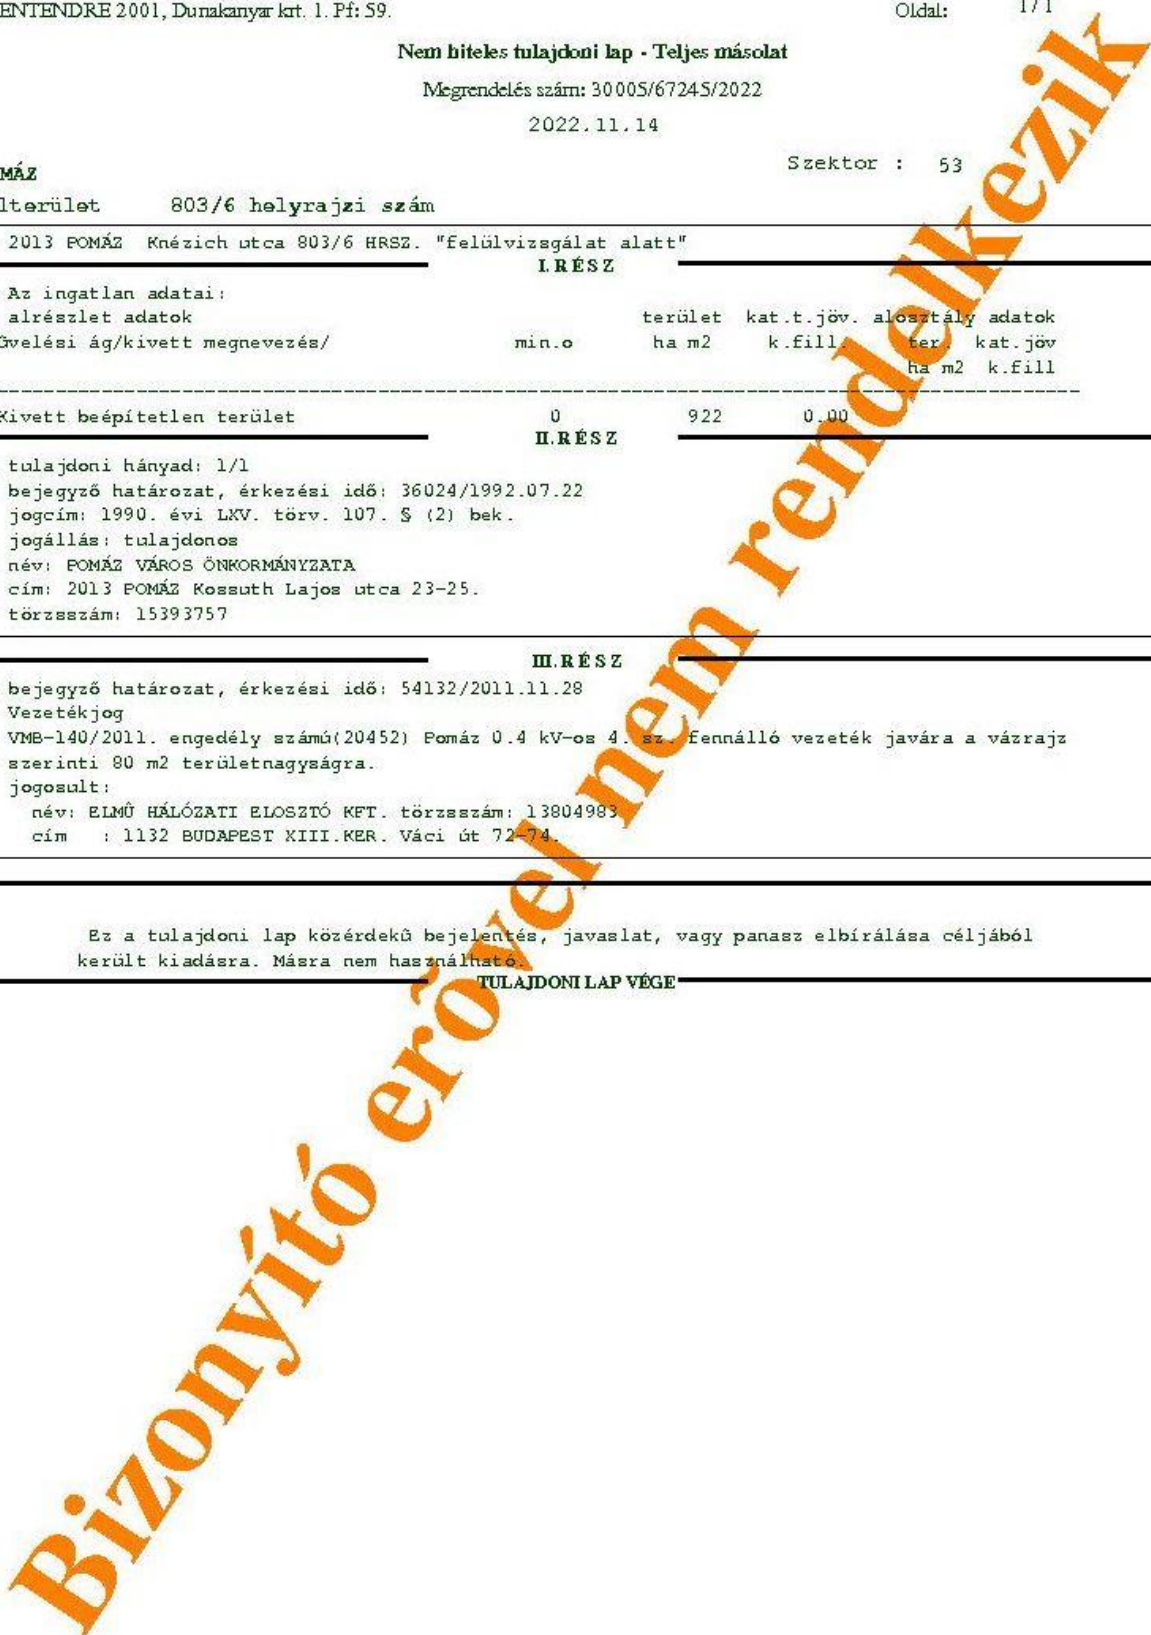 ENTENDRE 2001, Dunakanyar krt. 1. Pf: 59. Oldal: 1 / 1
Nem hiteles tulajdoni lap - Teljes másolat
Megrendelés szám: 30005/67245/2022
2022.11.14
Szektor : 53
MÁZ
lterület 803/6 helyrajzi szám
2013 POMÁZ Knézich utca 803/6 HRSZ. "felülvizsgálat alatt"
I.RÉSZ
Az ingatlan adatai:
alrészlet adatok terület kat.t.jöv. alosztály adatok
űvelési ág/kivett megnevezés/ min.o ha m2 k.fill. ter. kat.jöv
ha m2 k.fill
Kivett beépítetlen terület 0 922 0.00
II.RÉSZ
tulajdoni hányad: 1/1
bejegyző határozat, érkezési idő: 36024/1992.07.22
jogcím: 1990. évi LXV. törv. 107. § (2) bek.
jogállás: tulajdonos
név: POMÁZ VÁROS ÖNKORMÁNYZATA
cím: 2013 POMÁZ Kossuth Lajos utca 23-25.
törzsszám: 15393757
III.RÉSZ
bejegyző határozat, érkezési idő: 54132/2011.11.28
Vezetékjog
VMB-140/2011. engedély számú(20452) Pomáz 0.4 kV-os 4. sz. fennálló vezeték javára a vázrajz
szerinti 80 m2 területnagyságra.
jogosult:
név: ELMŰ HÁLÓZATI ELOSZTÓ KFT. törzsszám: 13804983
cím : 1132 BUDAPEST XIII.KER. Váci út 72-74.
Ez a tulajdoni lap közérdekû bejelentés, javaslat, vagy panasz elbírálása céljából
került kiadásra. Másra nem használható.
TULAJDONI LAP VÉGE
Bizonyító erõvel nem rendelkezik